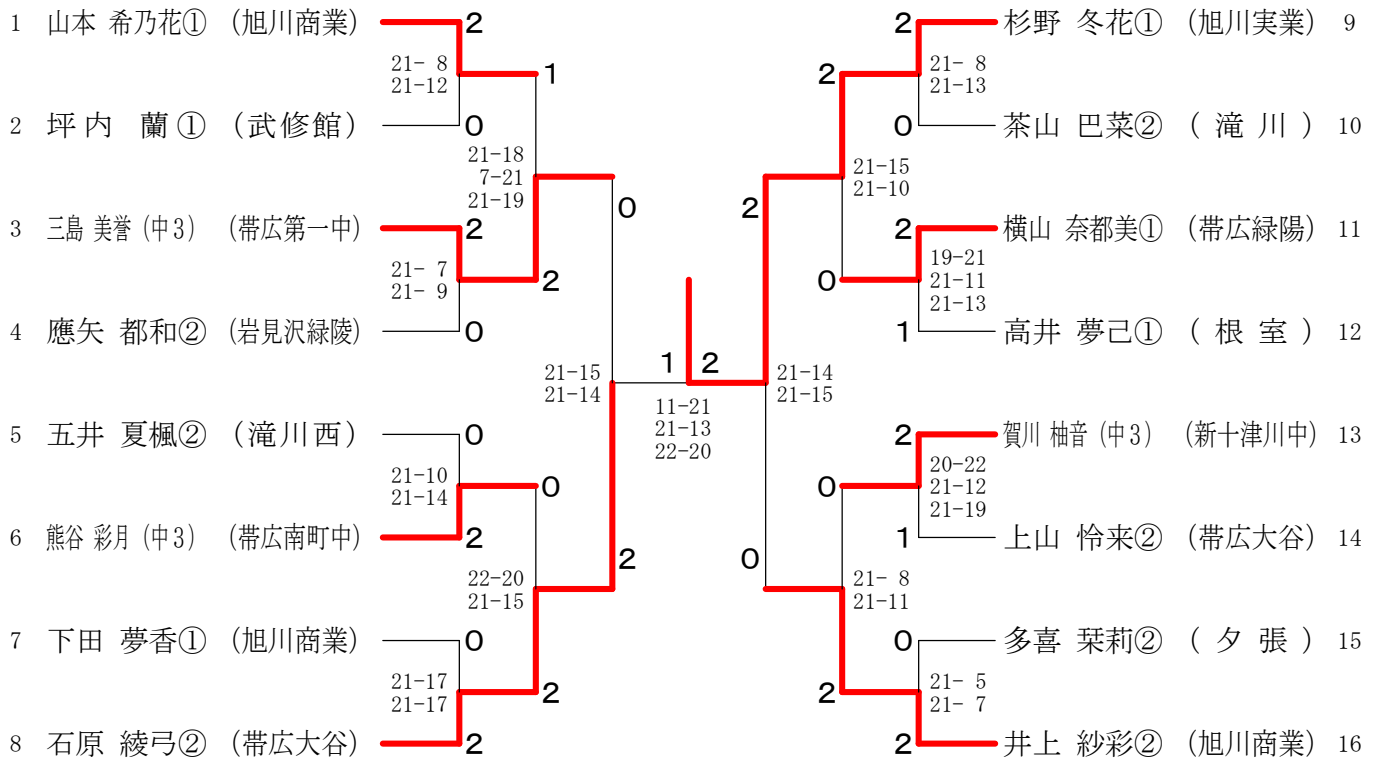 1 山本 希乃花① (旭川商業) 2
21- 8
21-12
1
2 坪内 蘭① (武修館) 0
21-18
7-21
21-19
0
3 三島 美誉 (中3) (帯広第一中) 2
21- 7
21- 9
2
4 應矢 都和② (岩見沢緑陵) 0
21-15
21-14
5 五井 夏楓② (滝川西) 0
21-10
21-14
0
6 熊谷 彩月 (中3) (帯広南町中) 2
2
22-20
21-15
7 下田 夢香① (旭川商業) 0
21-17
21-17
2
8 石原 綾弓② (帯広大谷) 2
1 2
11-21
21-13
22-20
2 杉野 冬花① (旭川実業) 9
2
21- 8
21-13
0 茶山 巴菜② (滝川) 10
2
21-15
21-10
2 横山 奈都美① (帯広緑陽) 11
0
19-21
21-11
21-13
1 高井 夢己① (根室) 12
21-14
21-15
2 賀川 柚音 (中3) (新十津川中) 13
0
20-22
21-12
21-19
1 上山 怜来② (帯広大谷) 14
0
21- 8
21-11
0 多喜 栞莉② (夕張) 15
2
21- 5
21- 7
2 井上 紗彩② (旭川商業) 16